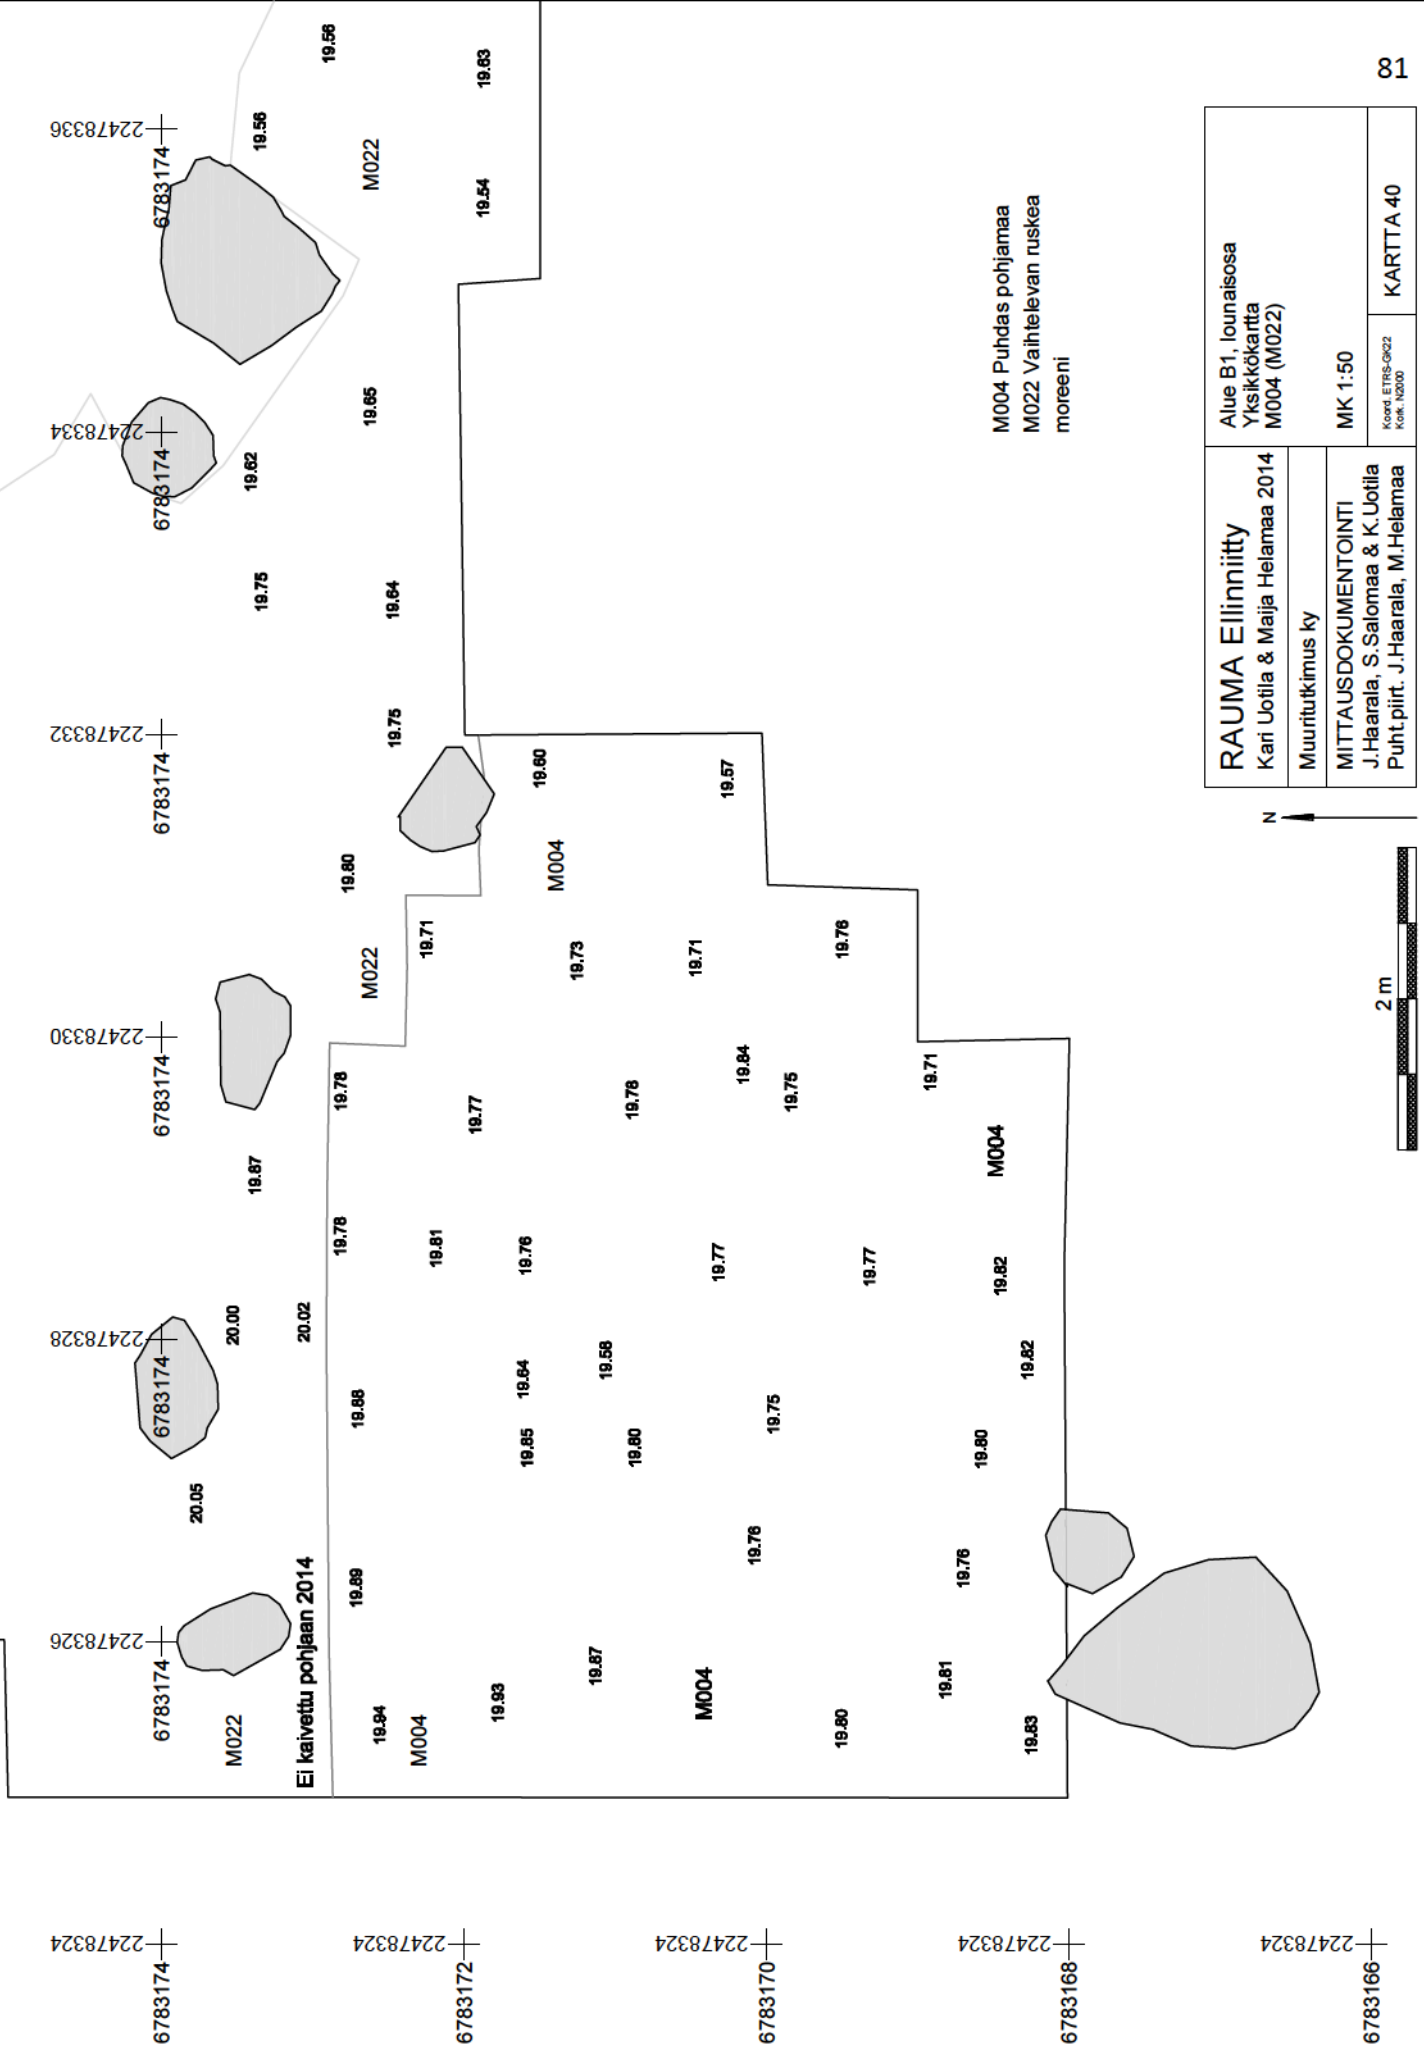 22478324
22478326
22478328
22478330
22478332
22478334
22478336
6783174
6783174
6783174
6783174
6783174
6783174
6783174
20.05
M022
20.00
19.87
19.75
19.62
19.56
Ei kaivettu pohjaan 2014
20.02
19.56
19.78
19.78
19.80
19.89
19.88
M022
19.65
M022
19.94
19.75
19.64
22478324
M004
19.81
19.71
6783172
19.77
19.54
19.63
19.93
19.85
19.64
19.76
19.60
M004
19.73
19.87
19.58
19.80
19.78
22478324
M004
19.77
19.71
19.57
19.76
19.84
6783170
19.75
19.75
19.80
19.77
19.76
19.71
19.81
19.76
19.80
M004
19.82
22478324
19.83
19.82
6783168
M004 Puhdas pohjamaa
M022 Vaihtelevan ruskea
moreeni
22478324
6783166
N
2 m
RAUMA Ellinniitty
Kari Uotila & Maija Helamaa 2014
Muuritutkimus ky
MITTAUSDOKUMENTOINTI
J.Haarala, S.Salomaa & K.Uotila
Puht.piirt. J.Haarala, M.Helamaa
Alue B1, lounaisosa
Yksikkökartta
M004 (M022)
MK 1:50
Koord. ETRS-GK22
Kork. N2000
KARTTA 40
81